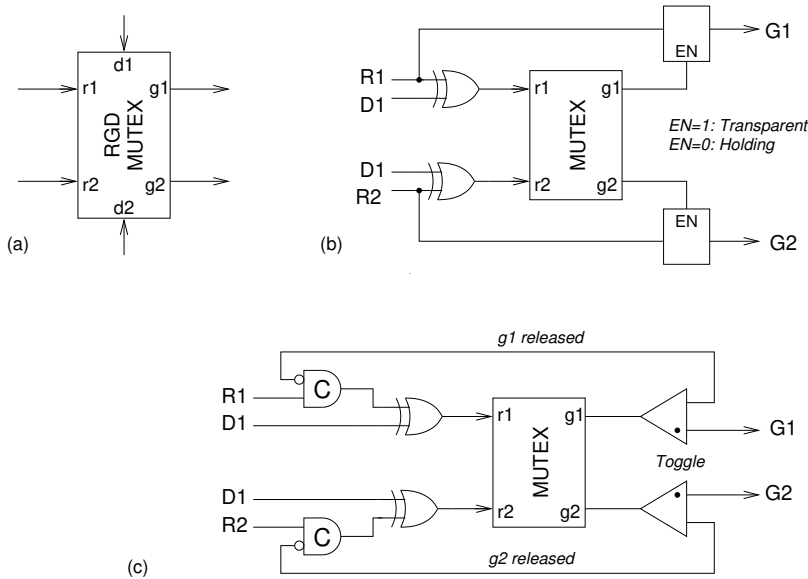 d1
r1
g1
RGD
MUTEX
r2
g2
d2
(a)
G1
EN
R1
D1
r1
g1
MUTEX
EN=1: Transparent
EN=0: Holding
D1
R2
r2
g2
EN
G2
(b)
g1 released
C
R1
D1
r1
g1
MUTEX
G1
Toggle
D1
R2
C
r2
g2
G2
g2 released
(c)